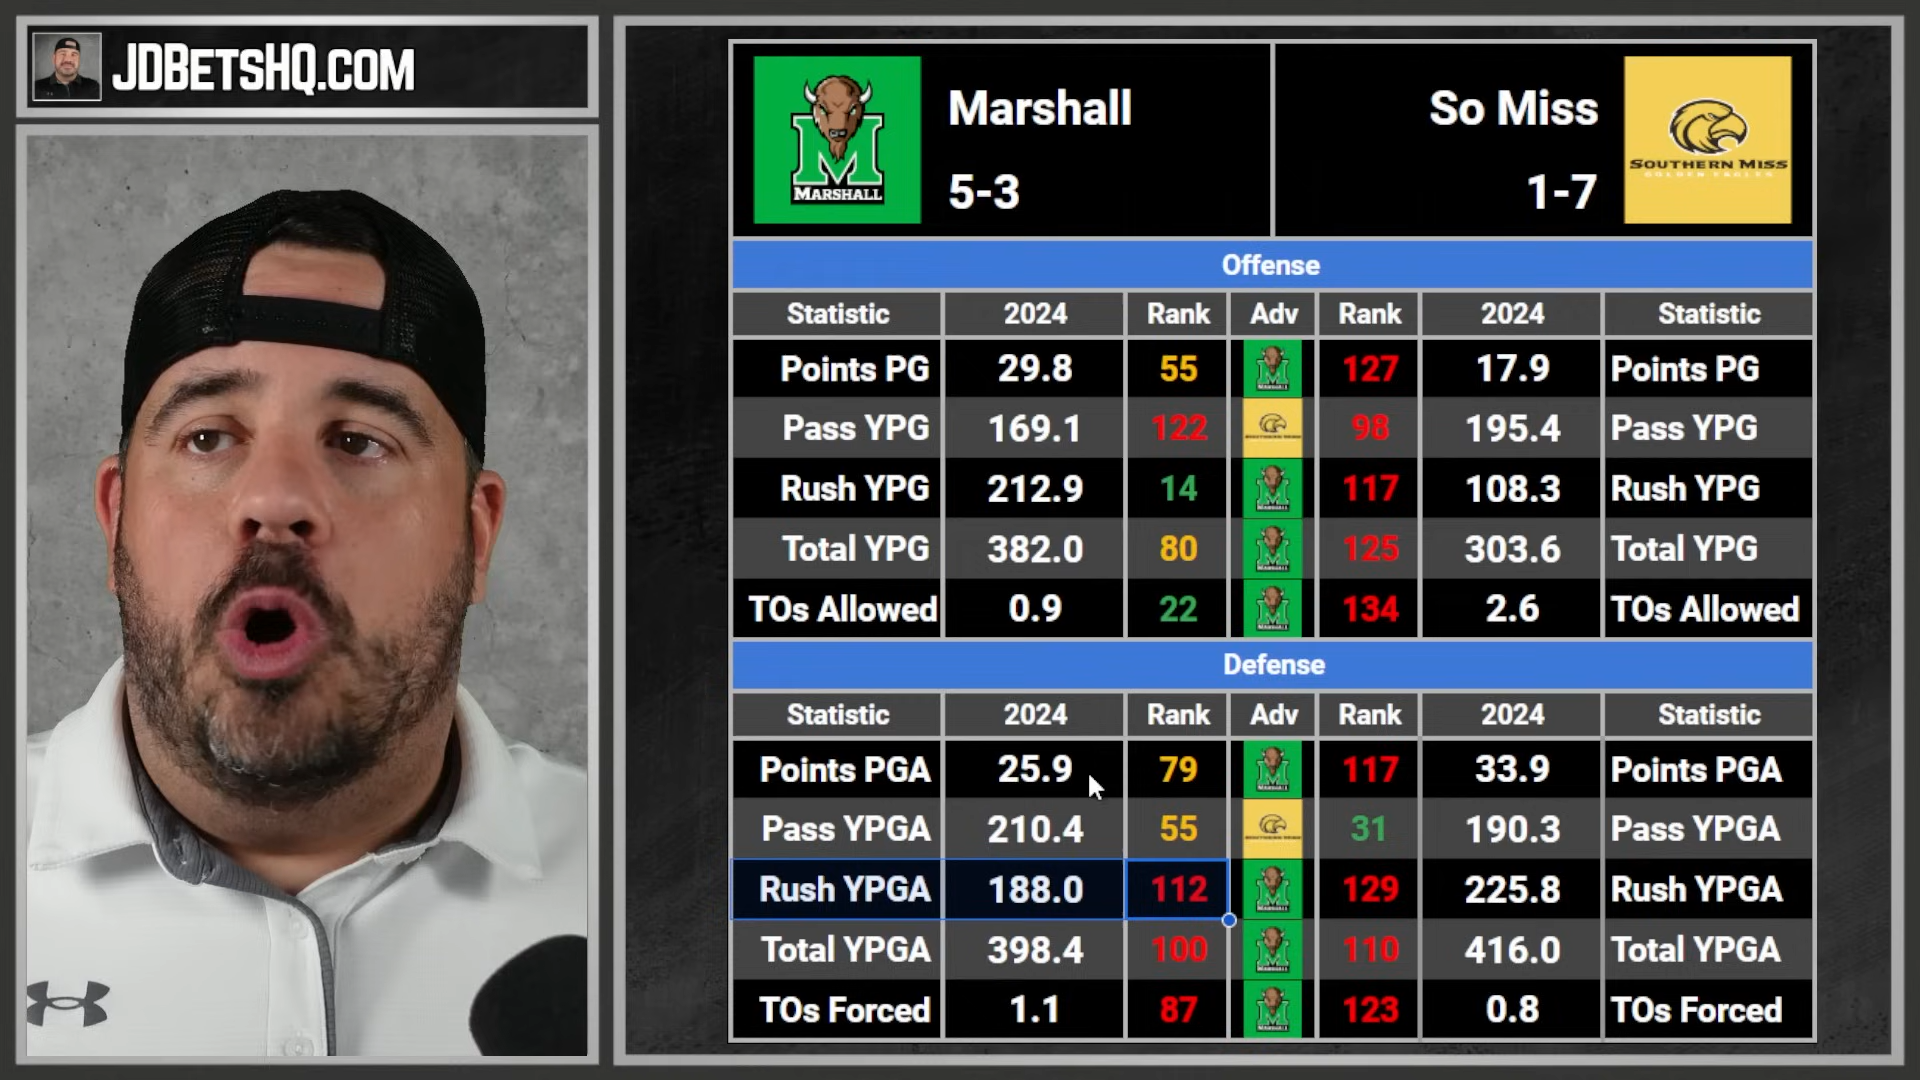 JDBetsHQ.com
Marshall
So Miss
5-3
1-7
MARSHALL
SOUTHERN MISS
GOLDEN EAGLES
Offense
Statistic 2024 Rank Adv Rank 2024 Statistic
Points PG 29.8 55 127 17.9 Points PG
Pass YPG 169.1 122 98 195.4 Pass YPG
Rush YPG 212.9 14 117 108.3 Rush YPG
Total YPG 382.0 80 125 303.6 Total YPG
TOs Allowed 0.9 22 134 2.6 TOs Allowed
Defense
Statistic 2024 Rank Adv Rank 2024 Statistic
Points PGA 25.9 79 117 33.9 Points PGA
Pass YPGA 210.4 55 31 190.3 Pass YPGA
Rush YPGA 188.0 112 129 225.8 Rush YPGA
Total YPGA 398.4 100 110 416.0 Total YPGA
TOs Forced 1.1 87 123 0.8 TOs Forced